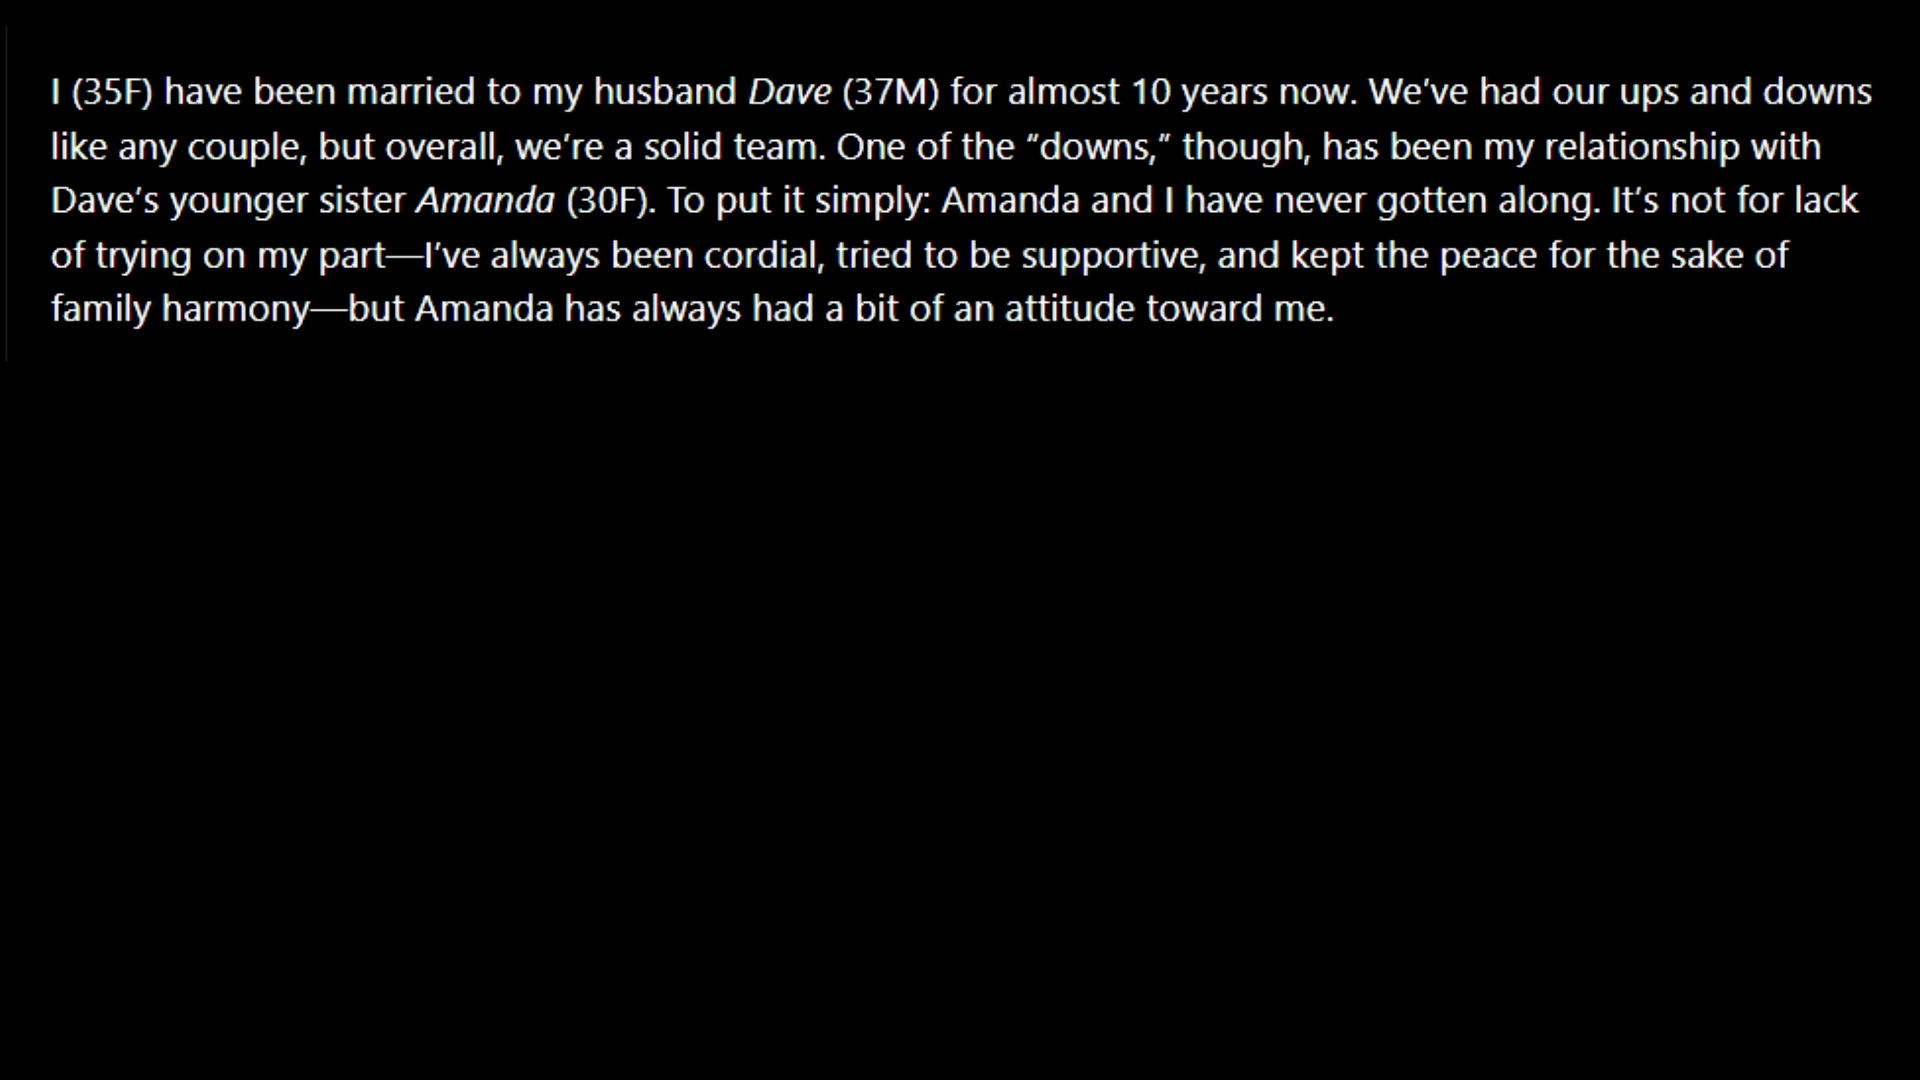 I (35F) have been married to my husband Dave (37M) for almost 10 years now. We’ve had our ups and downs
like any couple, but overall, we’re a solid team. One of the “downs,” though, has been my relationship with
Dave’s younger sister Amanda (30F). To put it simply: Amanda and I have never gotten along. It’s not for lack
of trying on my part—I’ve always been cordial, tried to be supportive, and kept the peace for the sake of
family harmony—but Amanda has always had a bit of an attitude toward me.